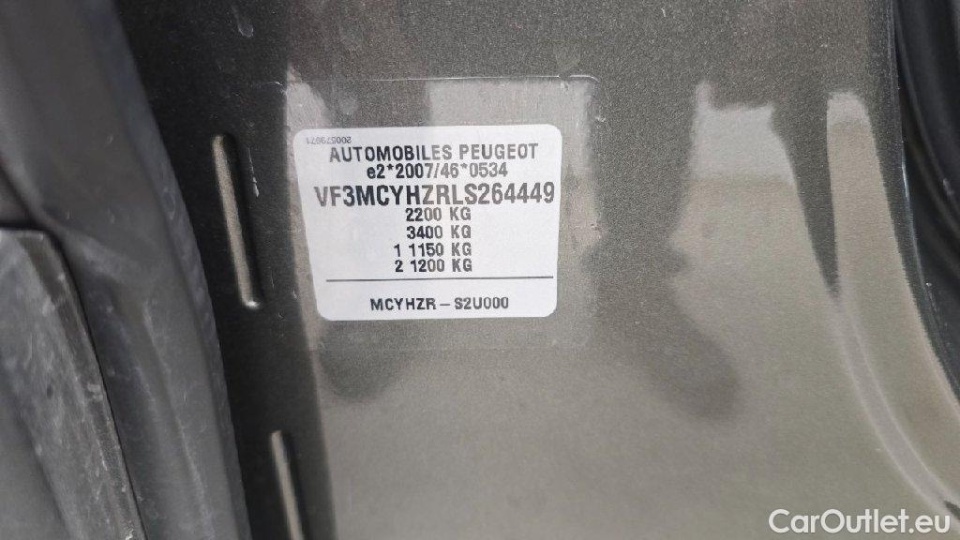 200579071
AUTOMOBILES PEUGEOT
e2*2007/46*0534
VF3MCYHZRLS264449
2200 KG
3400 KG
1 1150 KG
2 1200 KG
MCYHZR – S2U000
CarOutlet.eu